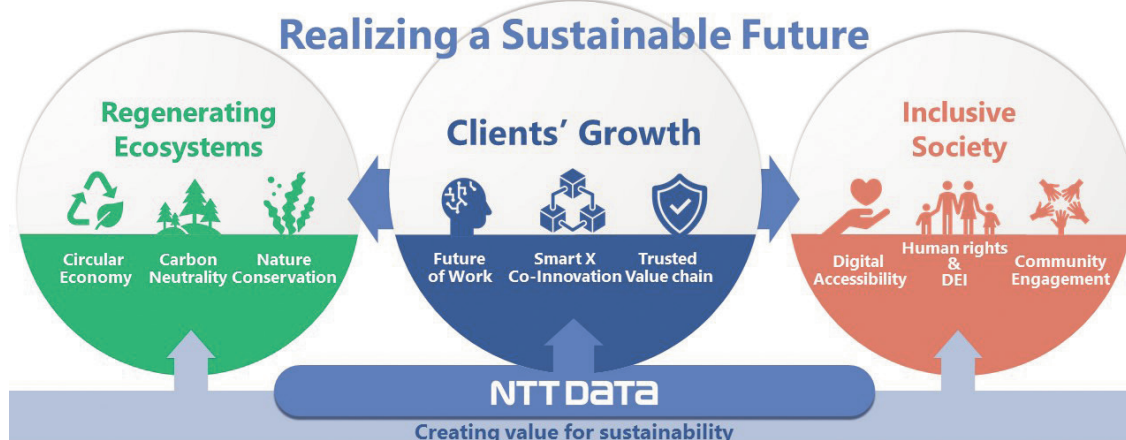 Realizing a Sustainable Future
Regenerating
Ecosystems
Circular
Economy
Carbon
Neutrality
Nature
Conservation
Clients’ Growth
Future
of Work
Smart X
Co-Innovation
Trusted
Value chain
Inclusive
Society
Digital
Accessibility
Human rights
&
DEI
Community
Engagement
NTT DATA
Creating value for sustainability